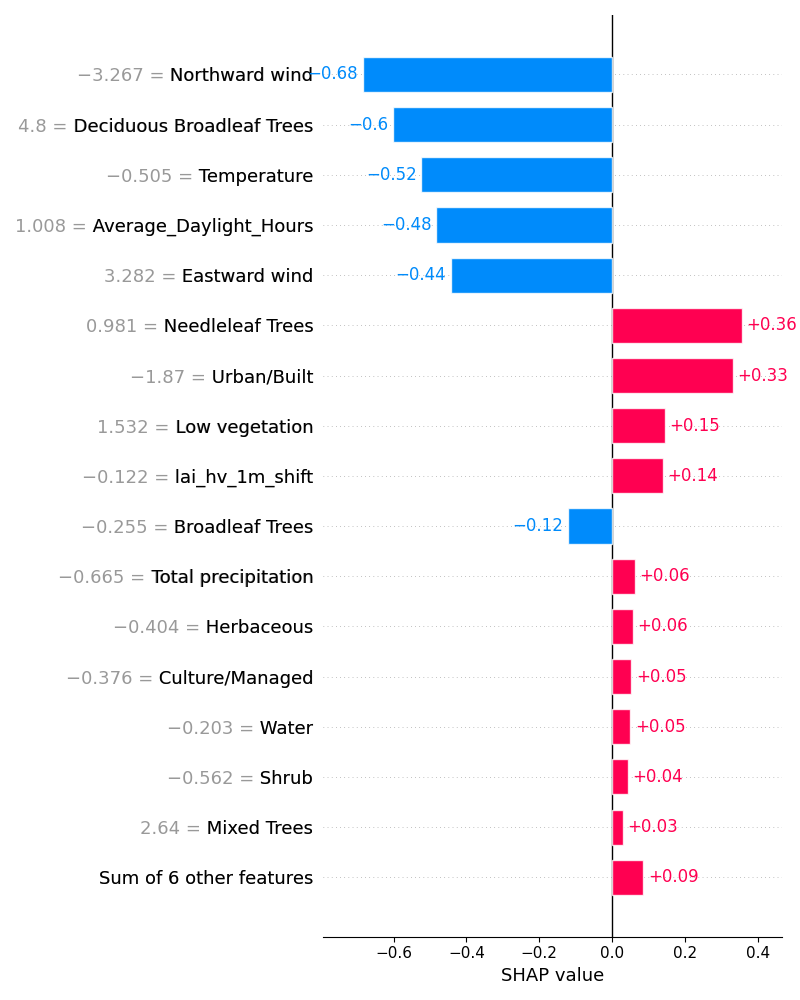 −3.267 = Northward wind −0.68
4.8 = Deciduous Broadleaf Trees −0.6
−0.505 = Temperature −0.52
1.008 = Average_Daylight_Hours −0.48
3.282 = Eastward wind −0.44
0.981 = Needleleaf Trees +0.36
−1.87 = Urban/Built +0.33
1.532 = Low vegetation +0.15
−0.122 = lai_hv_1m_shift +0.14
−0.255 = Broadleaf Trees −0.12
−0.665 = Total precipitation +0.06
−0.404 = Herbaceous +0.06
−0.376 = Culture/Managed +0.05
−0.203 = Water +0.05
−0.562 = Shrub +0.04
2.64 = Mixed Trees +0.03
Sum of 6 other features +0.09
−0.6 −0.4 −0.2 0.0 0.2 0.4
SHAP value